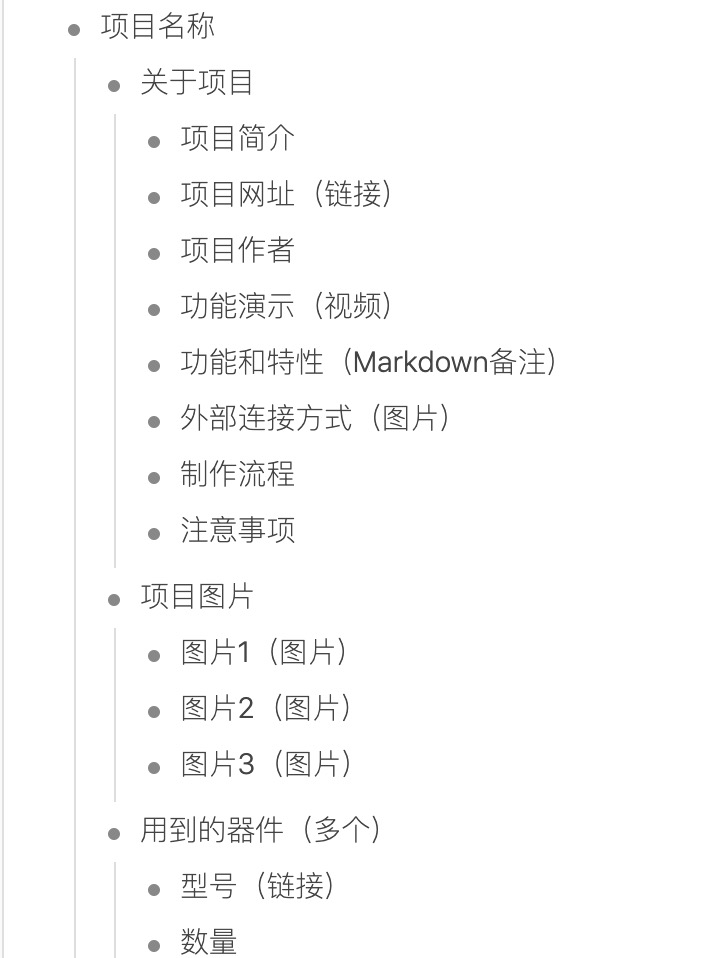 项目名称
关于项目
项目简介
项目网址（链接）
项目作者
功能演示（视频）
功能和特性（Markdown备注）
外部连接方式（图片）
制作流程
注意事项
项目图片
图片1（图片）
图片2（图片）
图片3（图片）
用到的器件（多个）
型号（链接）
数量